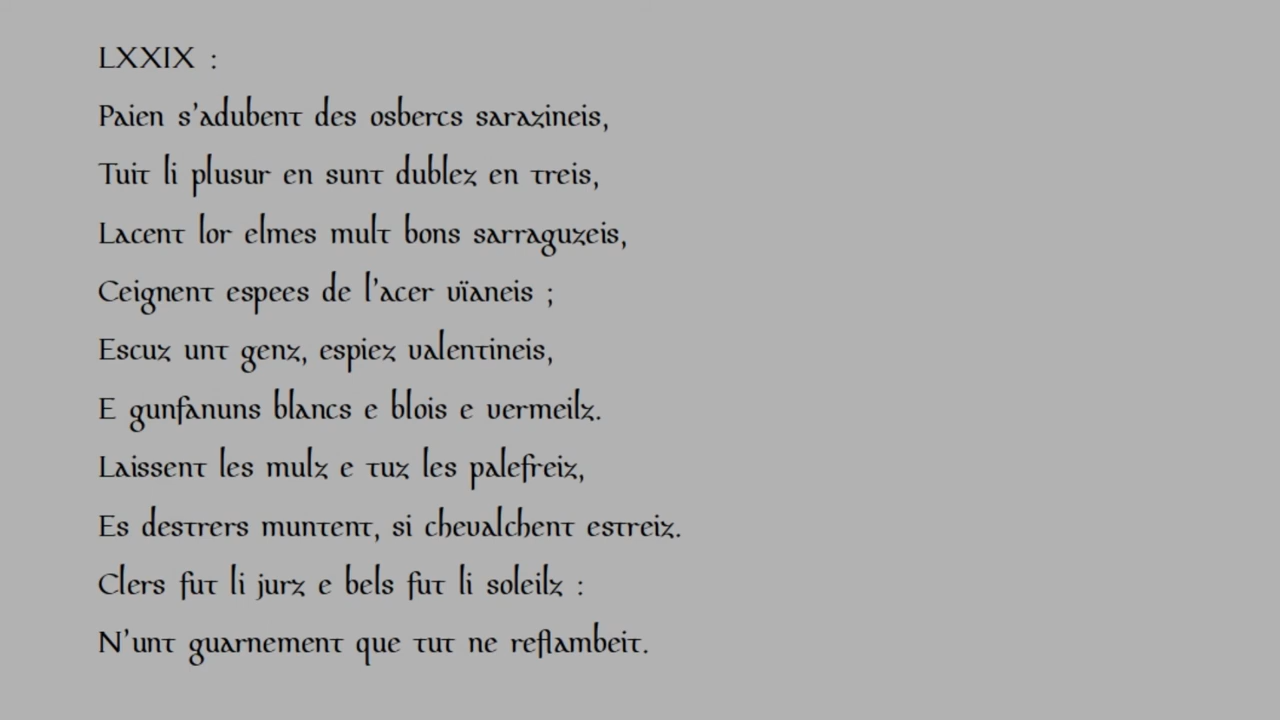 LXXIX :
Paien s'adubent des osbercs sarazineis,
Tuit li plusur en sunt dublez en treis,
Lacent lor elmes mult bons sarraguzeis,
Ceignent espees de l'acer vïaneis ;
Escuz unt genz, espiez valentineis,
E gunfanuns blancs e blois e vermeilz.
Laissent les mulz e tuz les palefreiz,
Es destrers muntent, si chevalchent estreiz.
Clers fut li jurz e bels fut li soleilz :
N'unt guarnement que tut ne reflambeit.